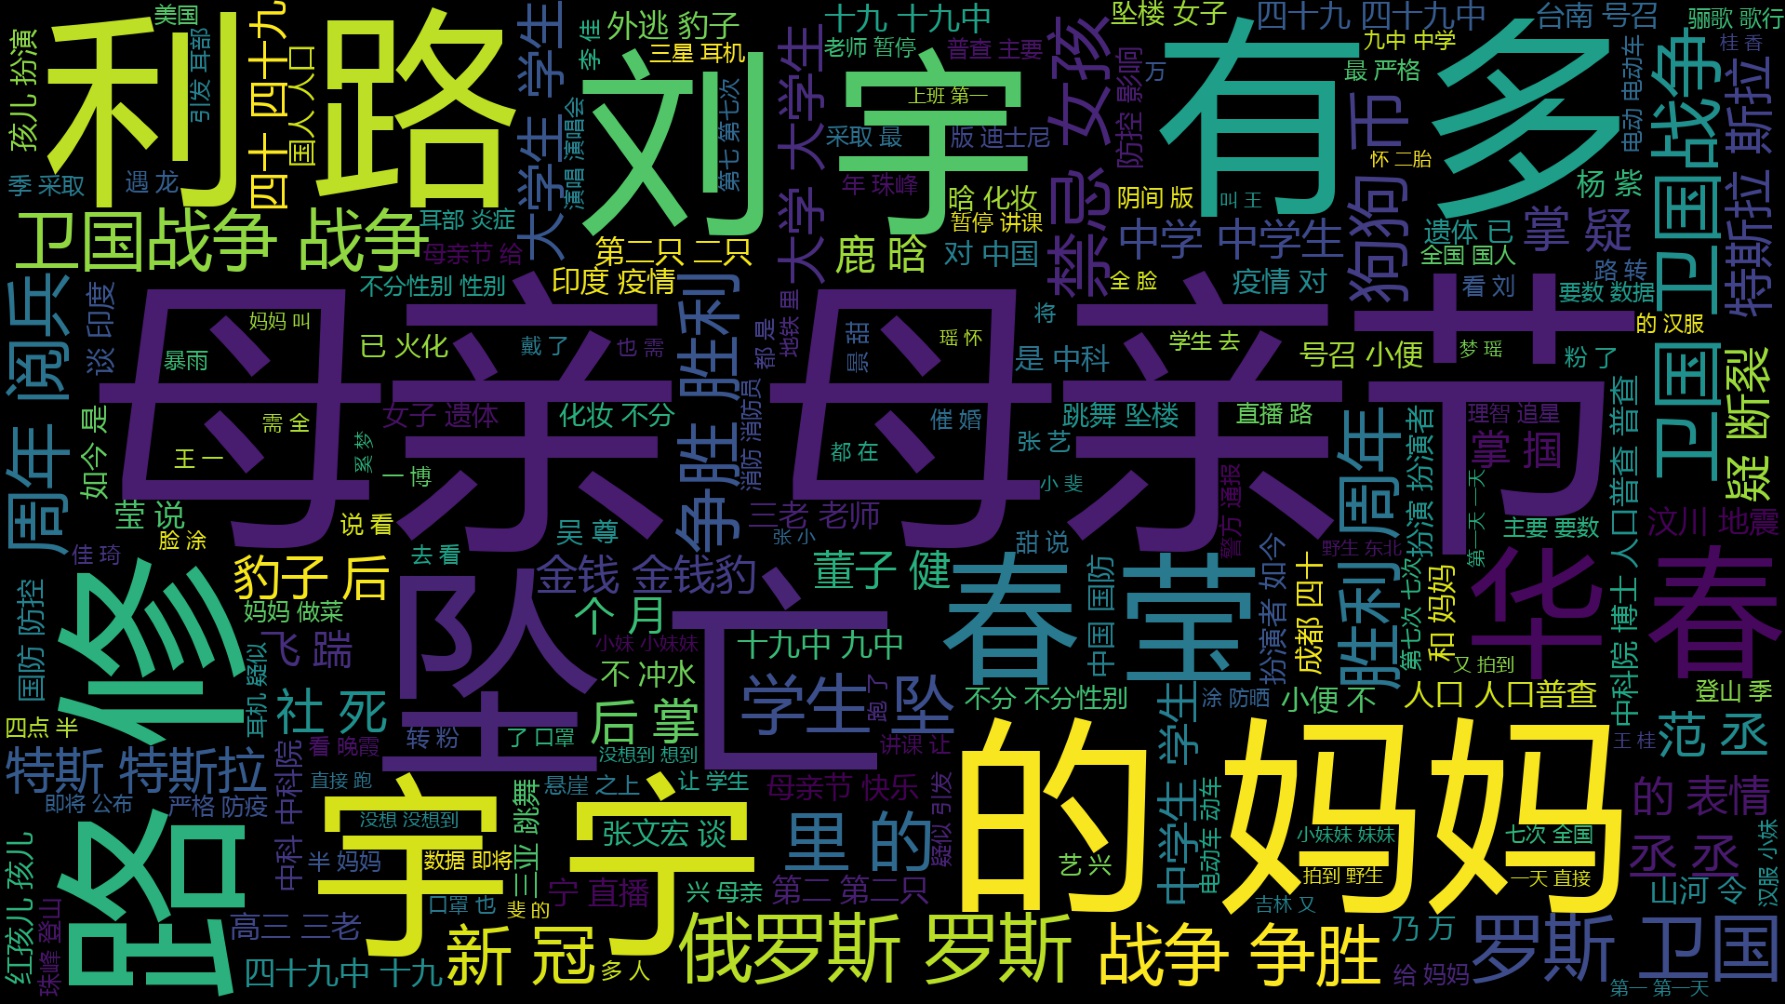 美国
孩儿 扮演
利路
引发 耳部
四十 四十九
国人 人口
大学生 学生
季 采取
遇 龙
外逃 豹子
李 佳
三星 耳机
刘宇
演唱 演唱会
第七 第七次
十九 十九中
老师 暂停
普查 主要
大学 大学生
上班 第一
采取 最
版 迪士尼
年 珠峰
晗 化妆
暂停 讲课
鹿 晗
对 中国
坠楼 女子
四十九 四十九中
台南 号召
骊歌 歌行
禁忌 女孩
万
防控 影响
九中 中学
最 严格
有多
币
狗狗
怀 二胎
叫 王
阴间 版
电动 电动车
桂 香
卫国 卫国战争
特斯拉 斯拉
杨 紫
中学 中学生
遗体 已
掌 疑
全国 国人
路 转
卫国战争 战争
耳部 炎症
母亲节 给
第二只 二只
印度 疫情
不分性别 性别
全 脸
疫情 对
看 刘
要数 数据
的 汉服
周年 阅兵
谈 印度
暴雨
妈妈 叫
已 火化
戴 了
也 需
争胜 胜利
都 是
地铁 里
母亲 母亲节
景 甜
瑶 怀
将
是 中科
学生 去
号召 小便
梦 瑶
粉 了
疑 断裂
如今 是
需 全
女子 遗体
化妆 不分
消防 消防员
催 婚
跳舞 坠楼
直播 路
理智 追星
王 一
奚 梦
一 博
都 在
张 艺
小 斐
警方 通报
胜利 周年
扮演 扮演者
掌 掴
第一天 一天
人口 普查
莹 说
说 看
脸 涂
吴 尊
三老 老师
张 小
主要 要数
汶川 地震
佳 琦
去 看
甜 说
野生 东北
豹子 后
金钱 金钱豹
董子 健
春莹
中国 国防
扮演者 如今
成都 四十
第七次 七次
和 妈妈
华春
国防 防控
路修
妈妈 做菜
飞 踹
坠亡
个 月
小妹 小妹妹
十九中 九中
又 拍到
中科院 博士
人口 普查
耳机 疑似
社 死
不 冲水
后 掌
学生 坠
跑 了
不分 不分性别
涂 防晒
小便 不
人口 人口普查
登山 季
四点 半
看 晚霞
转 粉
了 口罩
没想到 想到
讲课 让
中学生 学生
王 桂
范 丞
特斯 特斯拉
中科 中科院
直接 跑
悬崖 之上
让 学生
母亲节 快乐
的 妈妈
的 表情
即将 公布
严格 防疫
没想 没想到
三亚 跳舞
张文宏 谈
里 的
疑似 引发
电动车 动车
小妹妹 妹妹
七次 全国
丞 丞
汉服 小妹
红孩儿 孩儿
半 妈妈
数据 即将
宇宁
艺 兴
拍到 野生
一天 直接
山河 令
珠峰 登山
高三 三老
口罩 也
斐 的
宁 直播
兴 母亲
第二 第二只
吉林 又
四十九中 十九
新 冠
多 人
俄罗斯 罗斯
战争 争胜
乃 万
给 妈妈
罗斯 卫国
第一 第一天